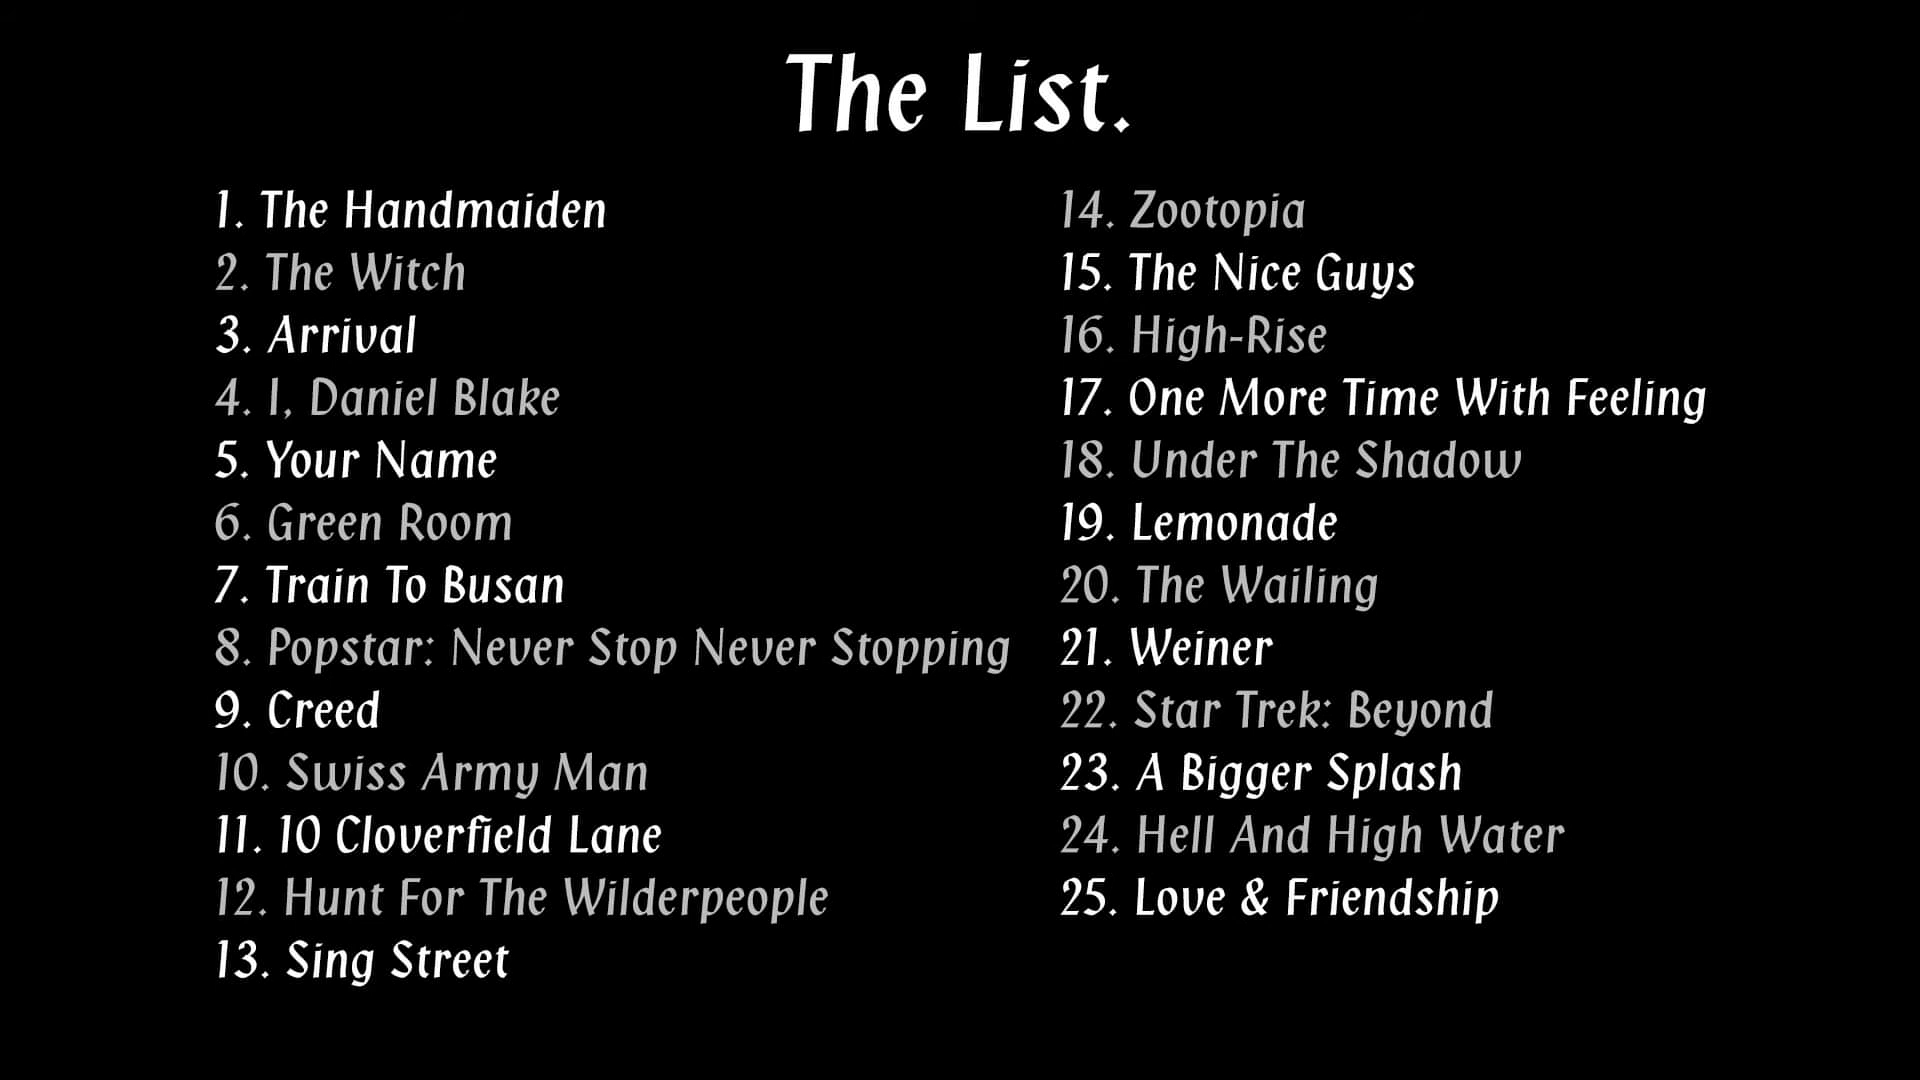 The List.
1. The Handmaiden
2. The Witch
3. Arrival
4. I, Daniel Blake
5. Your Name
6. Green Room
7. Train To Busan
8. Popstar: Never Stop Never Stopping
9. Creed
10. Swiss Army Man
11. 10 Cloverfield Lane
12. Hunt For The Wilderpeople
13. Sing Street
14. Zootopia
15. The Nice Guys
16. High-Rise
17. One More Time With Feeling
18. Under The Shadow
19. Lemonade
20. The Wailing
21. Weiner
22. Star Trek: Beyond
23. A Bigger Splash
24. Hell And High Water
25. Love & Friendship